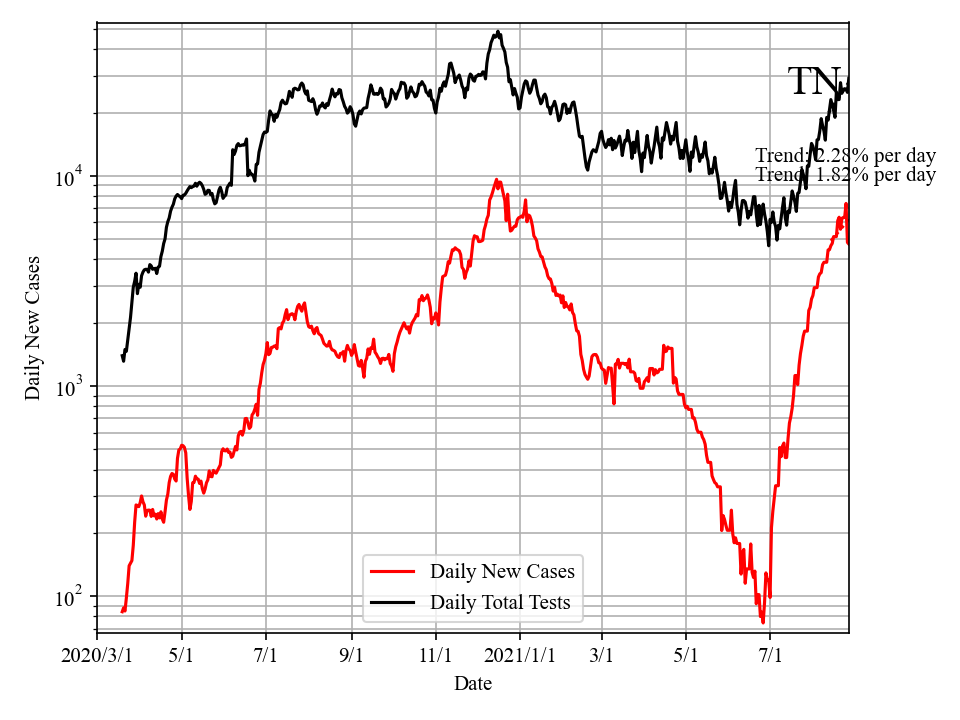 TN
Trend: 2.28% per day
Trend: 1.82% per day
Daily New Cases
10^4
10^3
10^2
Daily New Cases
Daily Total Tests
2020/3/1 5/1 7/1 9/1 11/1 2021/1/1 3/1 5/1 7/1
Date